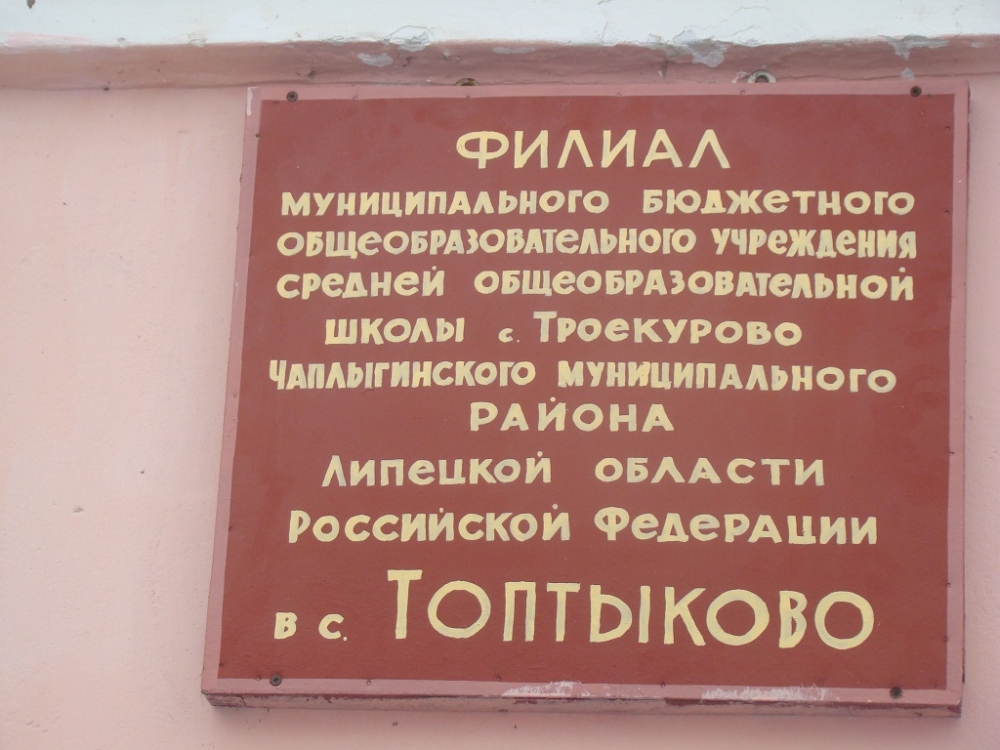 ФИЛИАЛ
МУНИЦИПАЛЬНОГО БЮДЖЕТНОГО
ОБЩЕОБРАЗОВАТЕЛЬНОГО УЧРЕЖДЕНИЯ
СРЕДНЕЙ ОБЩЕОБРАЗОВАТЕЛЬНОЙ
ШКОЛЫ с. ТРОЕКУРОВО
ЧАПЛЫГИНСКОГО МУНИЦИПАЛЬНОГО
РАЙОНА
ЛИПЕЦКОЙ ОБЛАСТИ
РОССИЙСКОЙ ФЕДЕРАЦИИ
В С. ТОПТЫКОВО